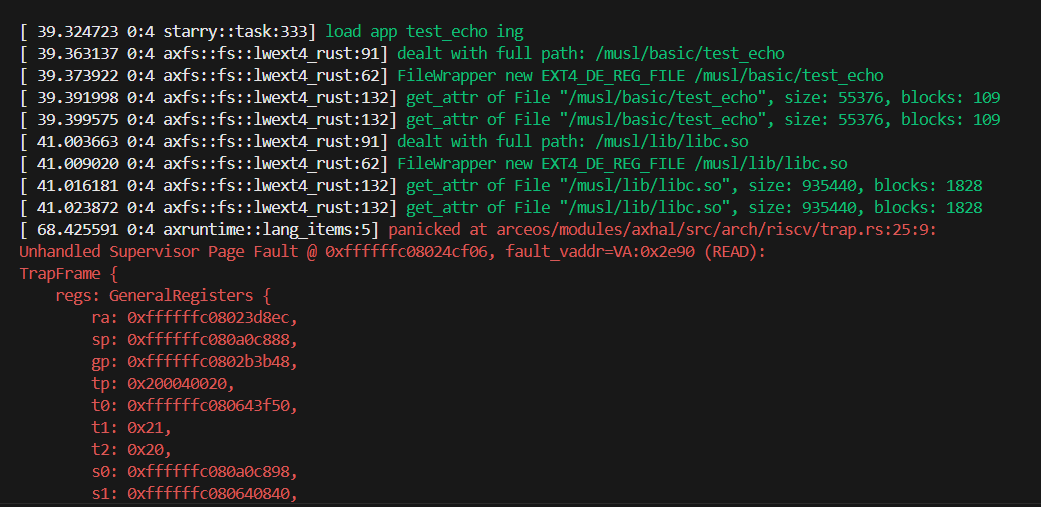 [ 39.324723 0:4 starry::task:333] load app test_echo ing
[ 39.363137 0:4 axfs::fs::lwext4_rust:91] dealt with full path: /musl/basic/test_echo
[ 39.373922 0:4 axfs::fs::lwext4_rust:62] FileWrapper new EXT4_DE_REG_FILE /musl/basic/test_echo
[ 39.391998 0:4 axfs::fs::lwext4_rust:132] get_attr of File "/musl/basic/test_echo", size: 55376, blocks: 109
[ 39.399575 0:4 axfs::fs::lwext4_rust:132] get_attr of File "/musl/basic/test_echo", size: 55376, blocks: 109
[ 41.003663 0:4 axfs::fs::lwext4_rust:91] dealt with full path: /musl/lib/libc.so
[ 41.009020 0:4 axfs::fs::lwext4_rust:62] FileWrapper new EXT4_DE_REG_FILE /musl/lib/libc.so
[ 41.016181 0:4 axfs::fs::lwext4_rust:132] get_attr of File "/musl/lib/libc.so", size: 935440, blocks: 1828
[ 41.023872 0:4 axfs::fs::lwext4_rust:132] get_attr of File "/musl/lib/libc.so", size: 935440, blocks: 1828
[ 68.425591 0:4 axruntime::lang_items:5] panicked at arceos/modules/axhal/src/arch/riscv/trap.rs:25:9:
Unhandled Supervisor Page Fault @ 0xffffffc08024cf06, fault_vaddr=VA:0x2e90 (READ):
TrapFrame {
    regs: GeneralRegisters {
        ra: 0xffffffc08023d8ec,
        sp: 0xffffffc080a0c888,
        gp: 0xffffffc0802b3b48,
        tp: 0x200040020,
        t0: 0xffffffc080643f50,
        t1: 0x21,
        t2: 0x20,
        s0: 0xffffffc080a0c898,
        s1: 0xffffffc080640840,